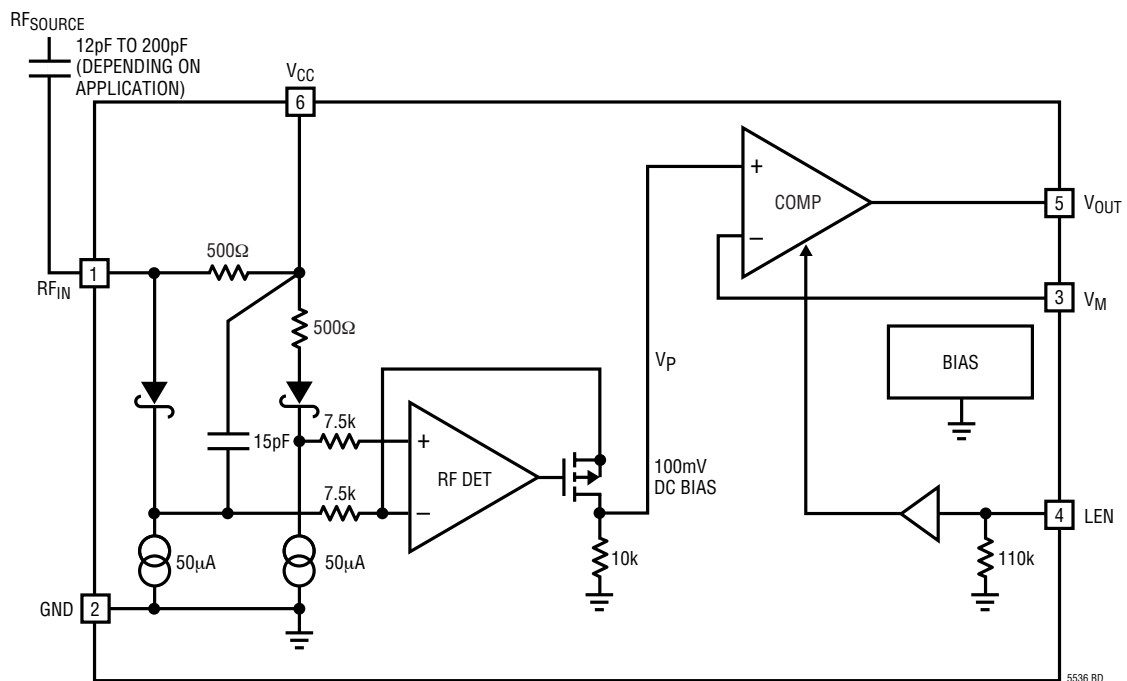 RFSOURCE
12pF TO 200pF
(DEPENDING ON
APPLICATION)
VCC
6
500Ω
1
RFIN
500Ω
15pF
7.5k
7.5k
+
−
RF DET
50µA
50µA
GND
2
VP
100mV
DC BIAS
10k
+
−
COMP
5
VOUT
3
VM
BIAS
4
LEN
110k
5536 BD